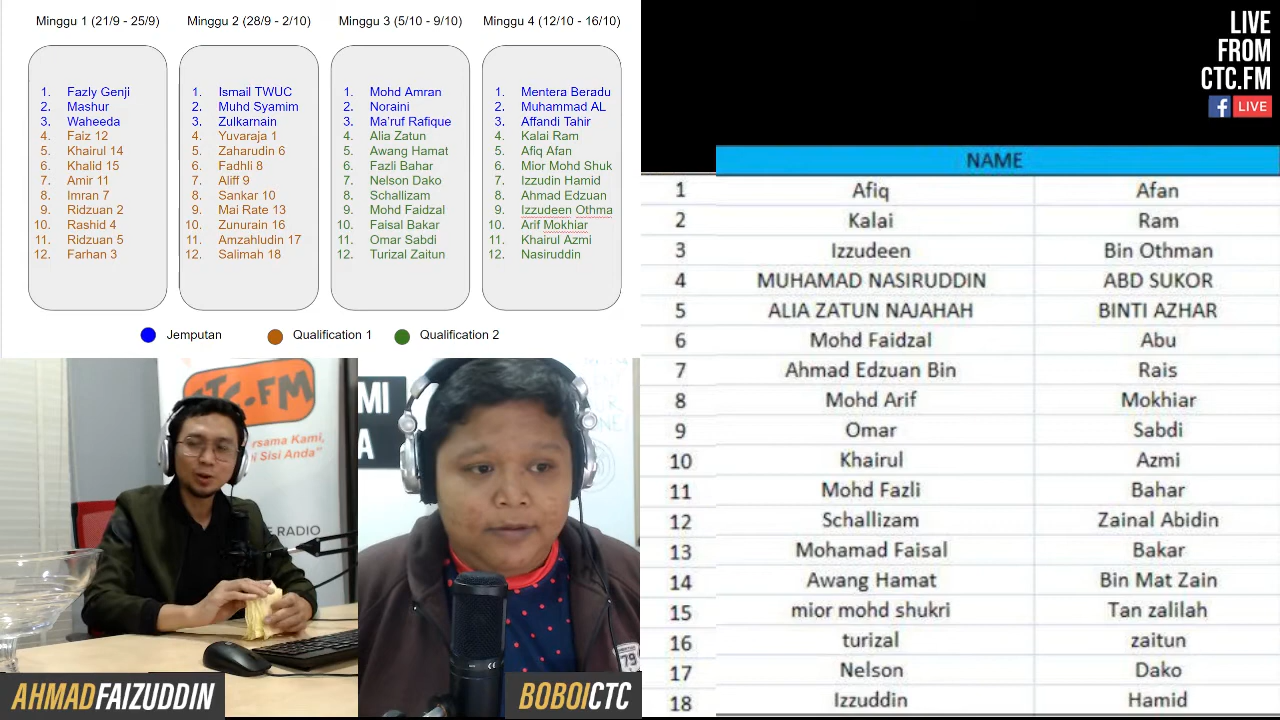 Minggu 1 (21/9 - 25/9)
1. Fazly Genji
2. Mashur
3. Waheeda
4. Faiz 12
5. Khairul 14
6. Khalid 15
7. Amir 11
8. Imran 7
9. Ridzuan 2
10. Rashid 4
11. Ridzuan 5
12. Farhan 3
Minggu 2 (28/9 - 2/10)
1. Ismail TWUC
2. Muhd Syamim
3. Zulkarnain
4. Yuvaraja 1
5. Zaharudin 6
6. Fadhli 8
7. Aliff 9
8. Sankar 10
9. Mai Rate 13
10. Zunurain 16
11. Amzahludin 17
12. Salimah 18
Minggu 3 (5/10 - 9/10)
1. Mohd Amran
2. Noraini
3. Ma'ruf Rafique
4. Alia Zatun
5. Awang Hamat
6. Fazli Bahar
7. Nelson Dako
8. Schallizam
9. Mohd Faidzal
10. Faisal Bakar
11. Omar Sabdi
12. Turizal Zaitun
Minggu 4 (12/10 - 16/10)
1. Mentera Beradu
2. Muhammad AL
3. Affandi Tahir
4. Kalai Ram
5. Afiq Afan
6. Mior Mohd Shuk
7. Izzudin Hamid
8. Ahmad Edzuan
9. Izzudeen Othma
10. Arif Mokhiar
11. Khairul Azmi
12. Nasiruddin
Jemputan
Qualification 1
Qualification 2
LIVE
FROM
CTC.FM
f LIVE
NAME
1 Afiq Afan
2 Kalai Ram
3 Izzudeen Bin Othman
4 MUHAMAD NASIRUDDIN ABD SUKOR
5 ALIA ZATUN NAJAHAH BINTI AZHAR
6 Mohd Faidzal Abu
7 Ahmad Edzuan Bin Rais
8 Mohd Arif Mokhiar
9 Omar Sabdi
10 Khairul Azmi
11 Mohd Fazli Bahar
12 Schallizam Zainal Abidin
13 Mohamad Faisal Bakar
14 Awang Hamat Bin Mat Zain
15 mior mohd shukri Tan zalilah
16 turizal zaitun
17 Nelson Dako
18 Izzuddin Hamid
CTC.FM
ersama Kami,
Sisi Anda"
RADIO
MI
A
79
AHMADFAIZUDDIN
BOBOICTC